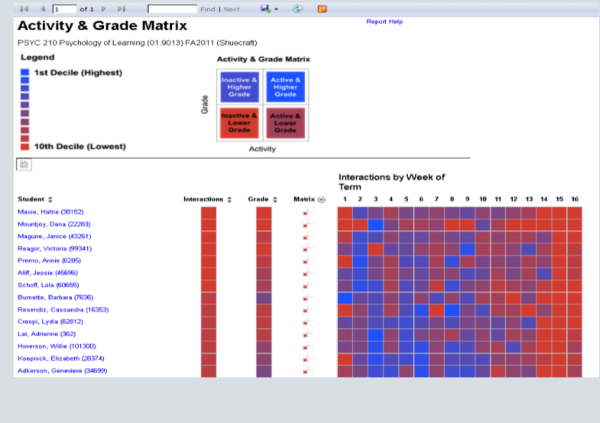 1 of 1 Find | Next
Activity & Grade Matrix
Report Help
PSYC 210 Psychology of Learning (01.9013) FA2011 (Shuecraft)
Legend
1st Decile (Highest)
10th Decile (Lowest)
Activity & Grade Matrix
Grade
Inactive & Higher Grade
Active & Higher Grade
Inactive & Lower Grade
Active & Lower Grade
Activity
Interactions by Week of
Term
Student Interactions Grade Matrix 1 2 3 4 5 6 7 8 9 10 11 12 13 14 15 16
Maxie, Hattie (38152)
Mountjoy, Dana (22283)
Maguire, Janice (43261)
Reagor, Victoria (99341)
Premo, Annie (6285)
Aliff, Jessie (45696)
Schoff, Lola (60655)
Burnette, Barbara (7636)
Resendiz, Cassandra (16353)
Crespi, Lydia (62812)
Lai, Adrienne (362)
Hoverson, Willie (101300)
Koepnick, Elizabeth (26374)
Adkerson, Genevieve (34699)